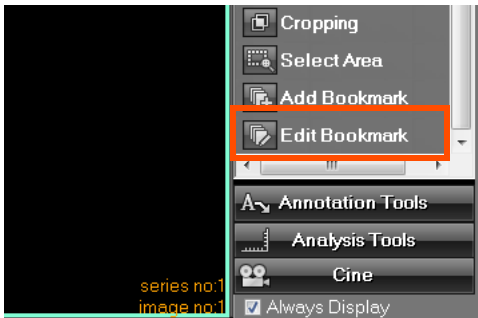 Cropping
Select Area
Add Bookmark
Edit Bookmark
Annotation Tools
Analysis Tools
Cine
series no:1
image no:1
Always Display